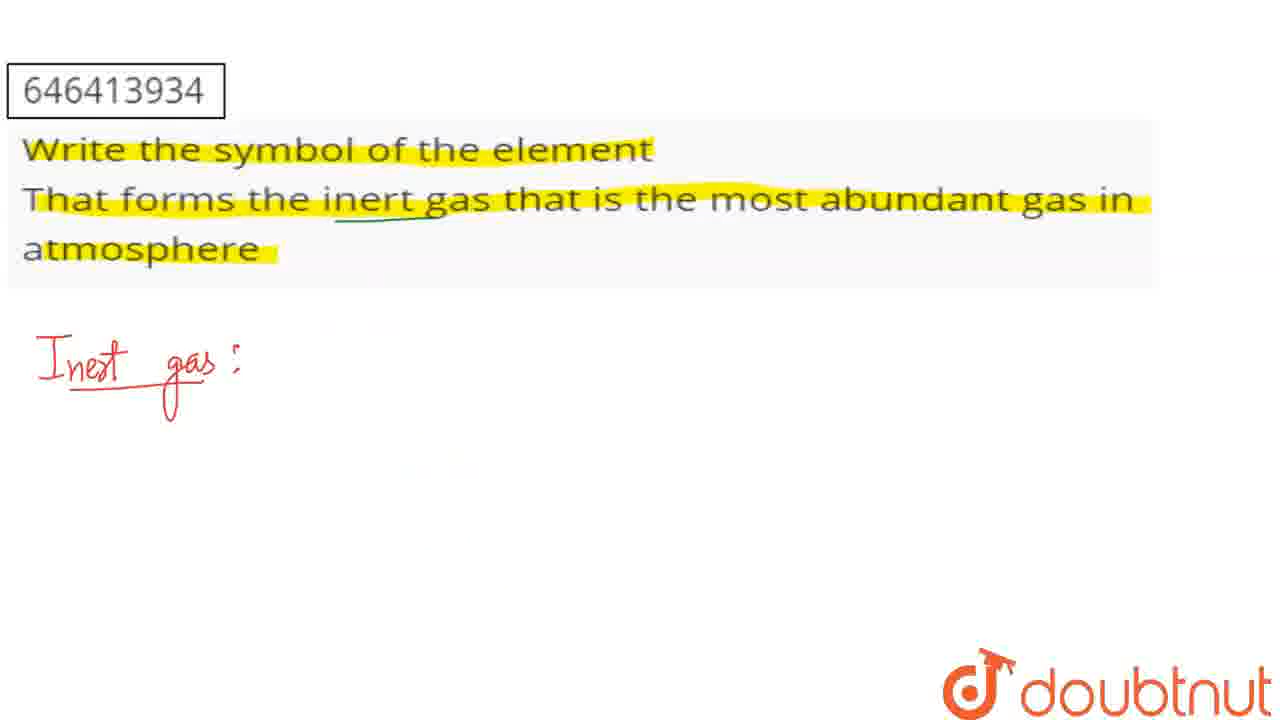 646413934
Write the symbol of the element
That forms the inert gas that is the most abundant gas in
atmosphere
Inert gas :
doubtnut